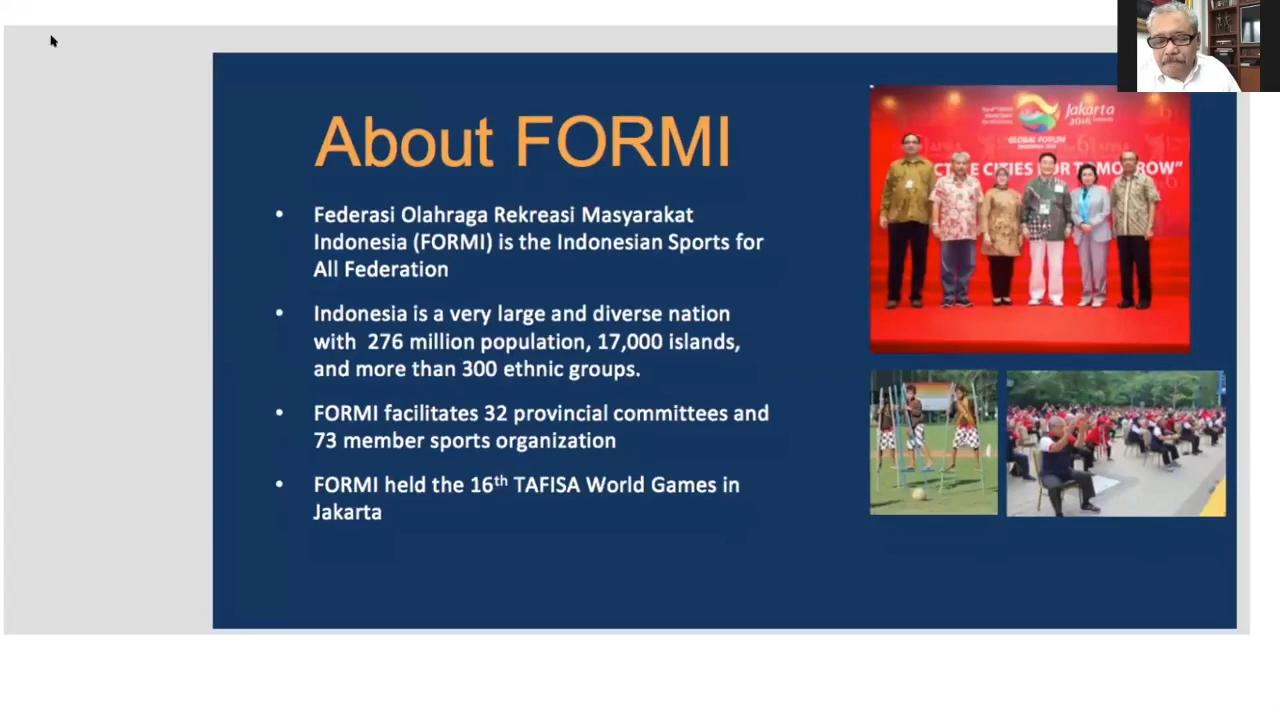 About FORMI
• Federasi Olahraga Rekreasi Masyarakat
Indonesia (FORMI) is the Indonesian Sports for
All Federation
• Indonesia is a very large and diverse nation
with 276 million population, 17,000 islands,
and more than 300 ethnic groups.
• FORMI facilitates 32 provincial committees and
73 member sports organization
• FORMI held the 16th TAFISA World Games in
Jakarta
Jakarta
2016
GLOBAL FORUM
CITIES FOR TOMORROW"